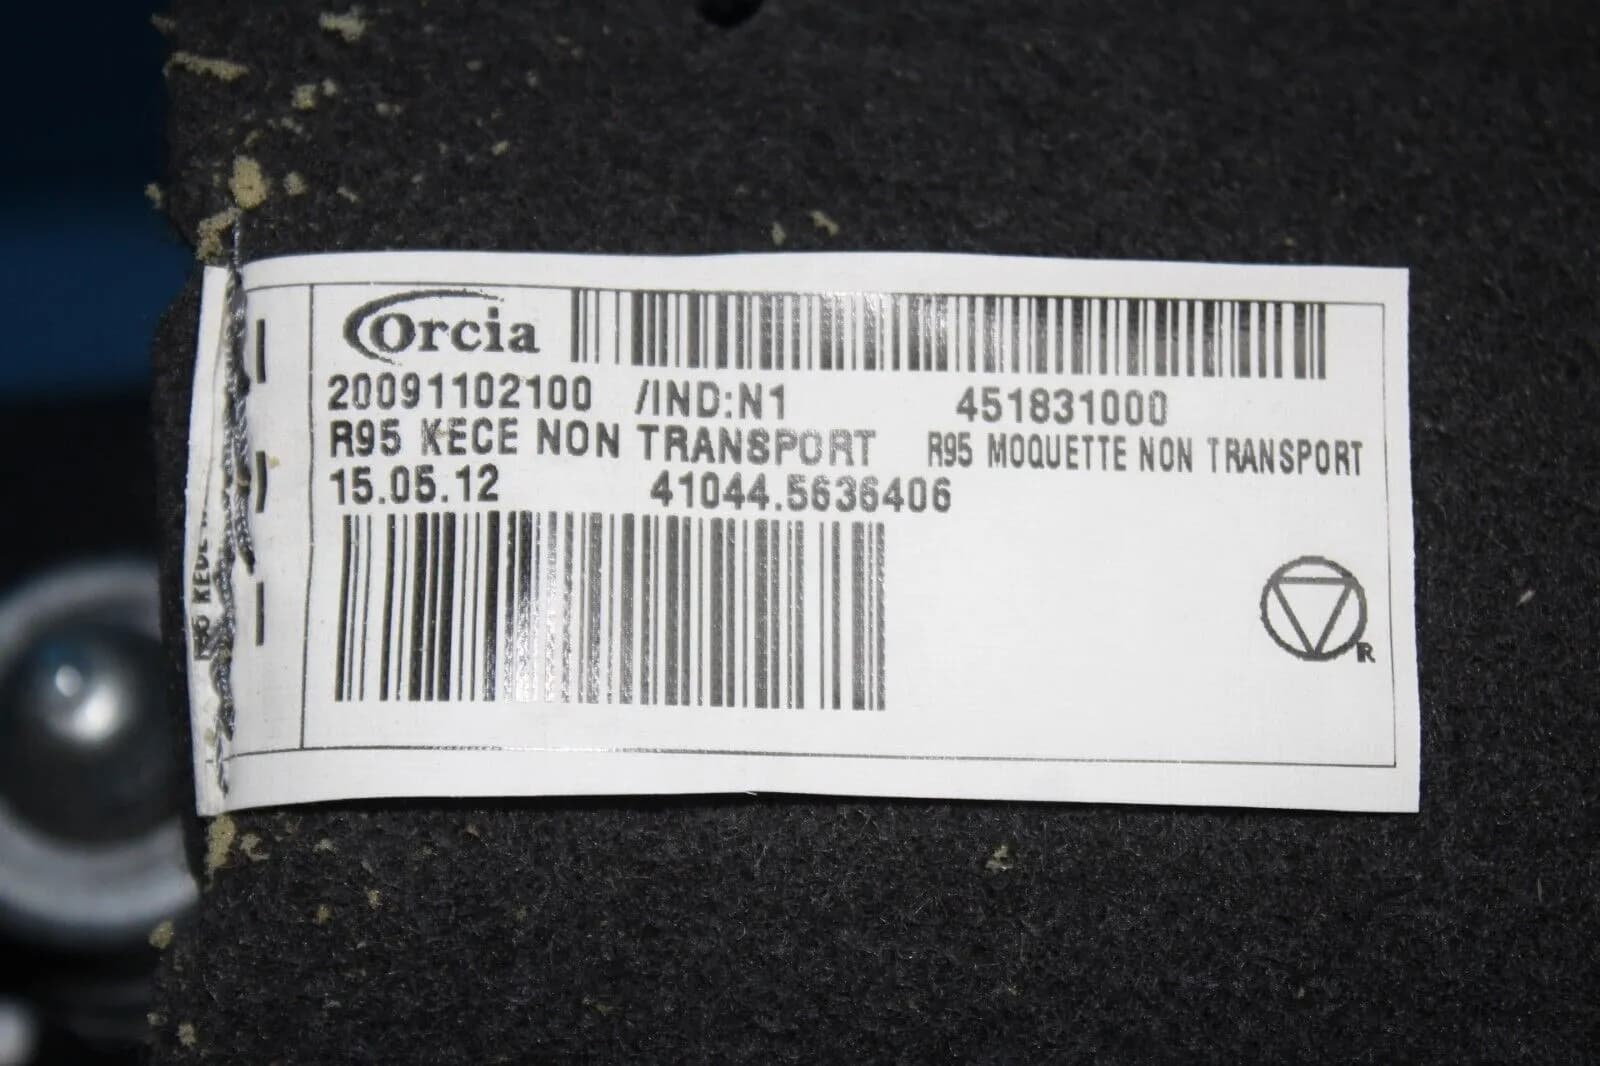 Orcia
20091102100 /IND:N1 451831000
R95 KECE NON TRANSPORT R95 MOQUETTE NON TRANSPORT
15.05.12 41044.5636406
R